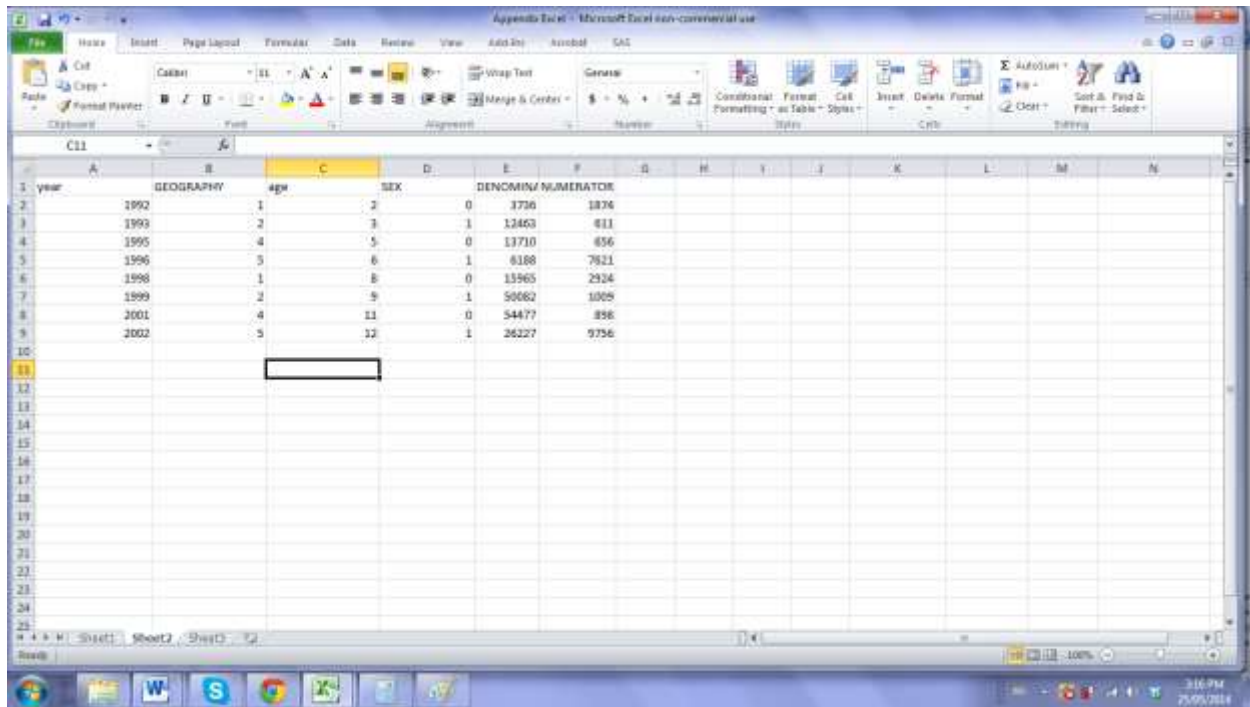 Appendix Excel - Microsoft Excel non-commercial use
File Home Insert Page Layout Formulas Data Review View Add-Ins Acrobat SAS
Paste Cut Copy Format Painter Clipboard
Calibri 11 A A B I U A Font
Wrap Text Merge & Center Alignment
General $ % , Number
Conditional Formatting Format as Table Cell Styles Styles
Insert Delete Format Cells
Σ AutoSum Fill Clear Sort & Filter Find & Select Editing
C11 fx
A B C D E F G H I J K L M N
1 year GEOGRAPHY age SEX DENOMINA NUMERATOR
2 1992 1 2 0 3736 1874
3 1993 2 3 1 12463 611
4 1995 4 5 0 13710 656
5 1996 5 6 1 6188 7621
6 1998 1 8 0 15965 2924
7 1999 2 9 1 50082 1009
8 2001 4 11 0 54477 898
9 2002 5 12 1 26227 9756
10
11
12
13
14
15
16
17
18
19
20
21
22
23
24
25
Sheet1 Sheet2 Sheet3
Ready 100%
W S X
3:16 PM
25/05/2014